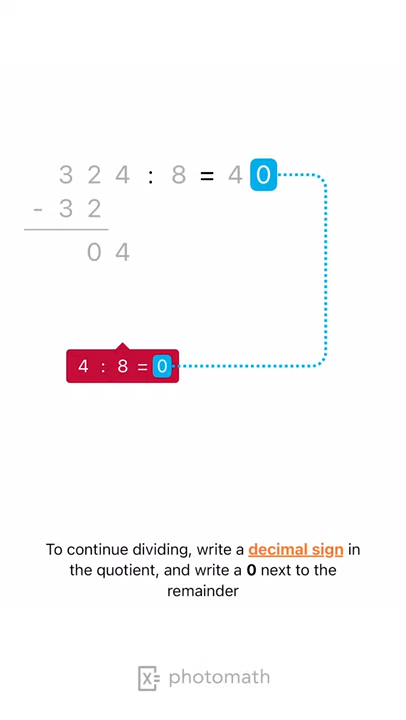 3 2 4 : 8 = 4 0
- 3 2
0 4
4 : 8 = 0
To continue dividing, write a decimal sign in
the quotient, and write a 0 next to the
remainder
photomath